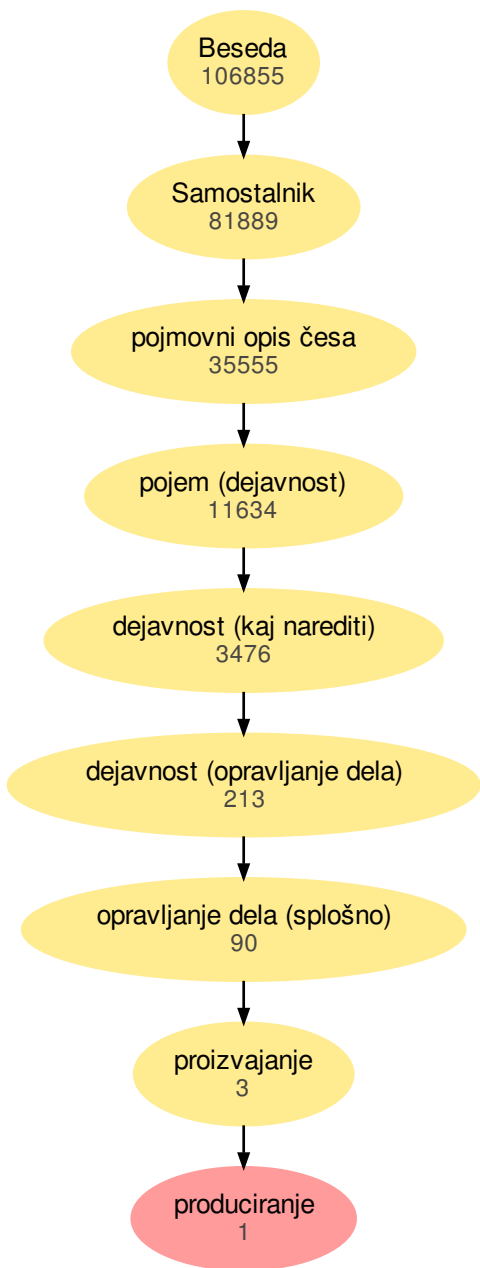 Beseda
106855
Samostalnik
81889
pojmovni opis česa
35555
pojem (dejavnost)
11634
dejavnost (kaj narediti)
3476
dejavnost (opravljanje dela)
213
opravljanje dela (splošno)
90
proizvajanje
3
produciranje
1